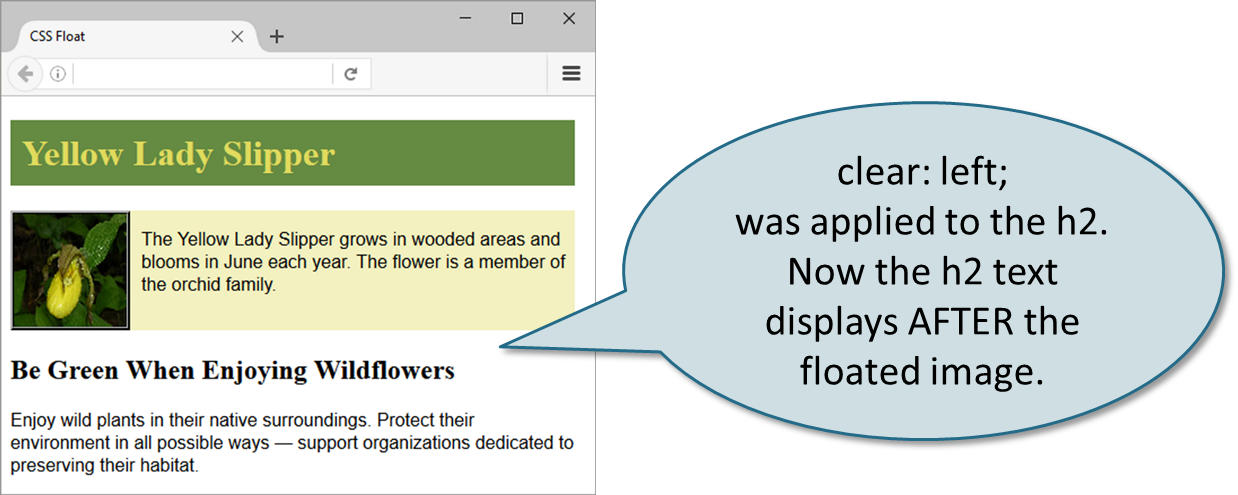 CSS Float
Yellow Lady Slipper
The Yellow Lady Slipper grows in wooded areas and
blooms in June each year. The flower is a member of
the orchid family.
Be Green When Enjoying Wildflowers
Enjoy wild plants in their native surroundings. Protect their
environment in all possible ways — support organizations dedicated to
preserving their habitat.
clear: left;
was applied to the h2.
Now the h2 text
displays AFTER the
floated image.